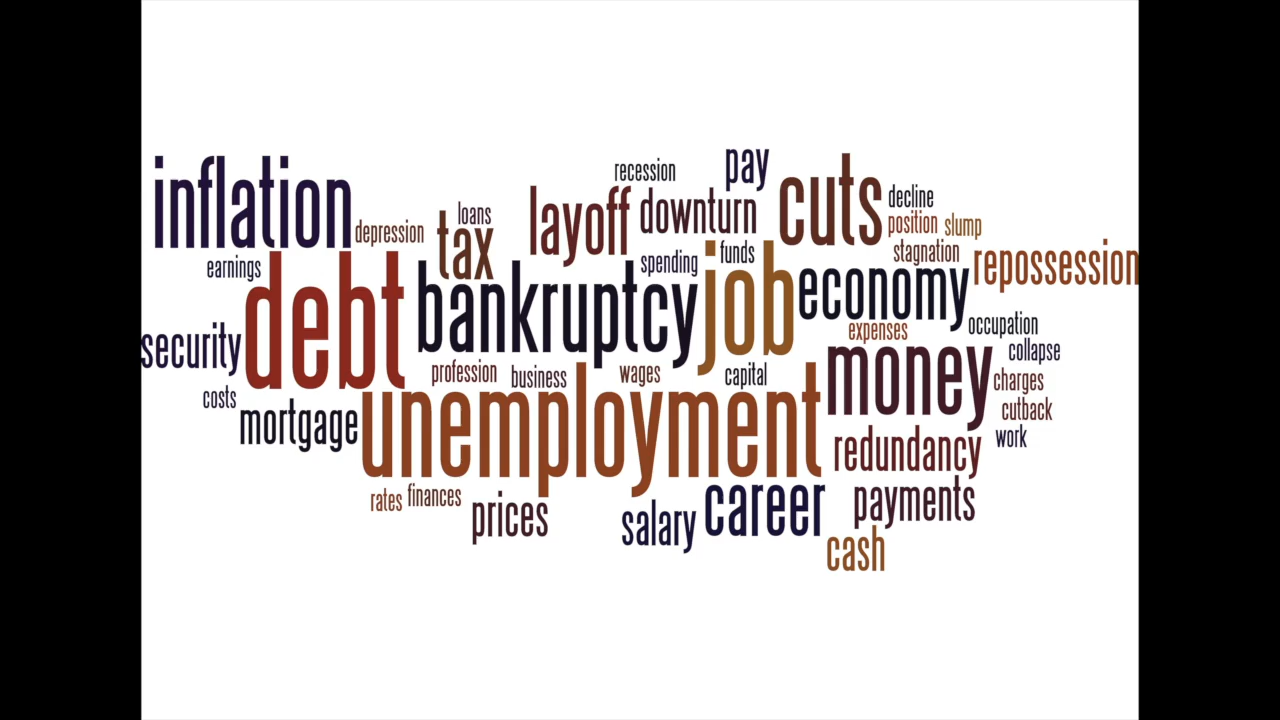 inflation
recession
pay
cuts
decline
loans
layoff
downturn
position
slump
depression
tax
spending
funds
stagnation
repossession
earnings
debt
bankruptcy
job
economy
security
expenses
occupation
collapse
profession
business
wages
capital
money
charges
costs
mortgage
unemployment
cutback
redundancy
work
rates
finances
prices
salary
career
payments
cash